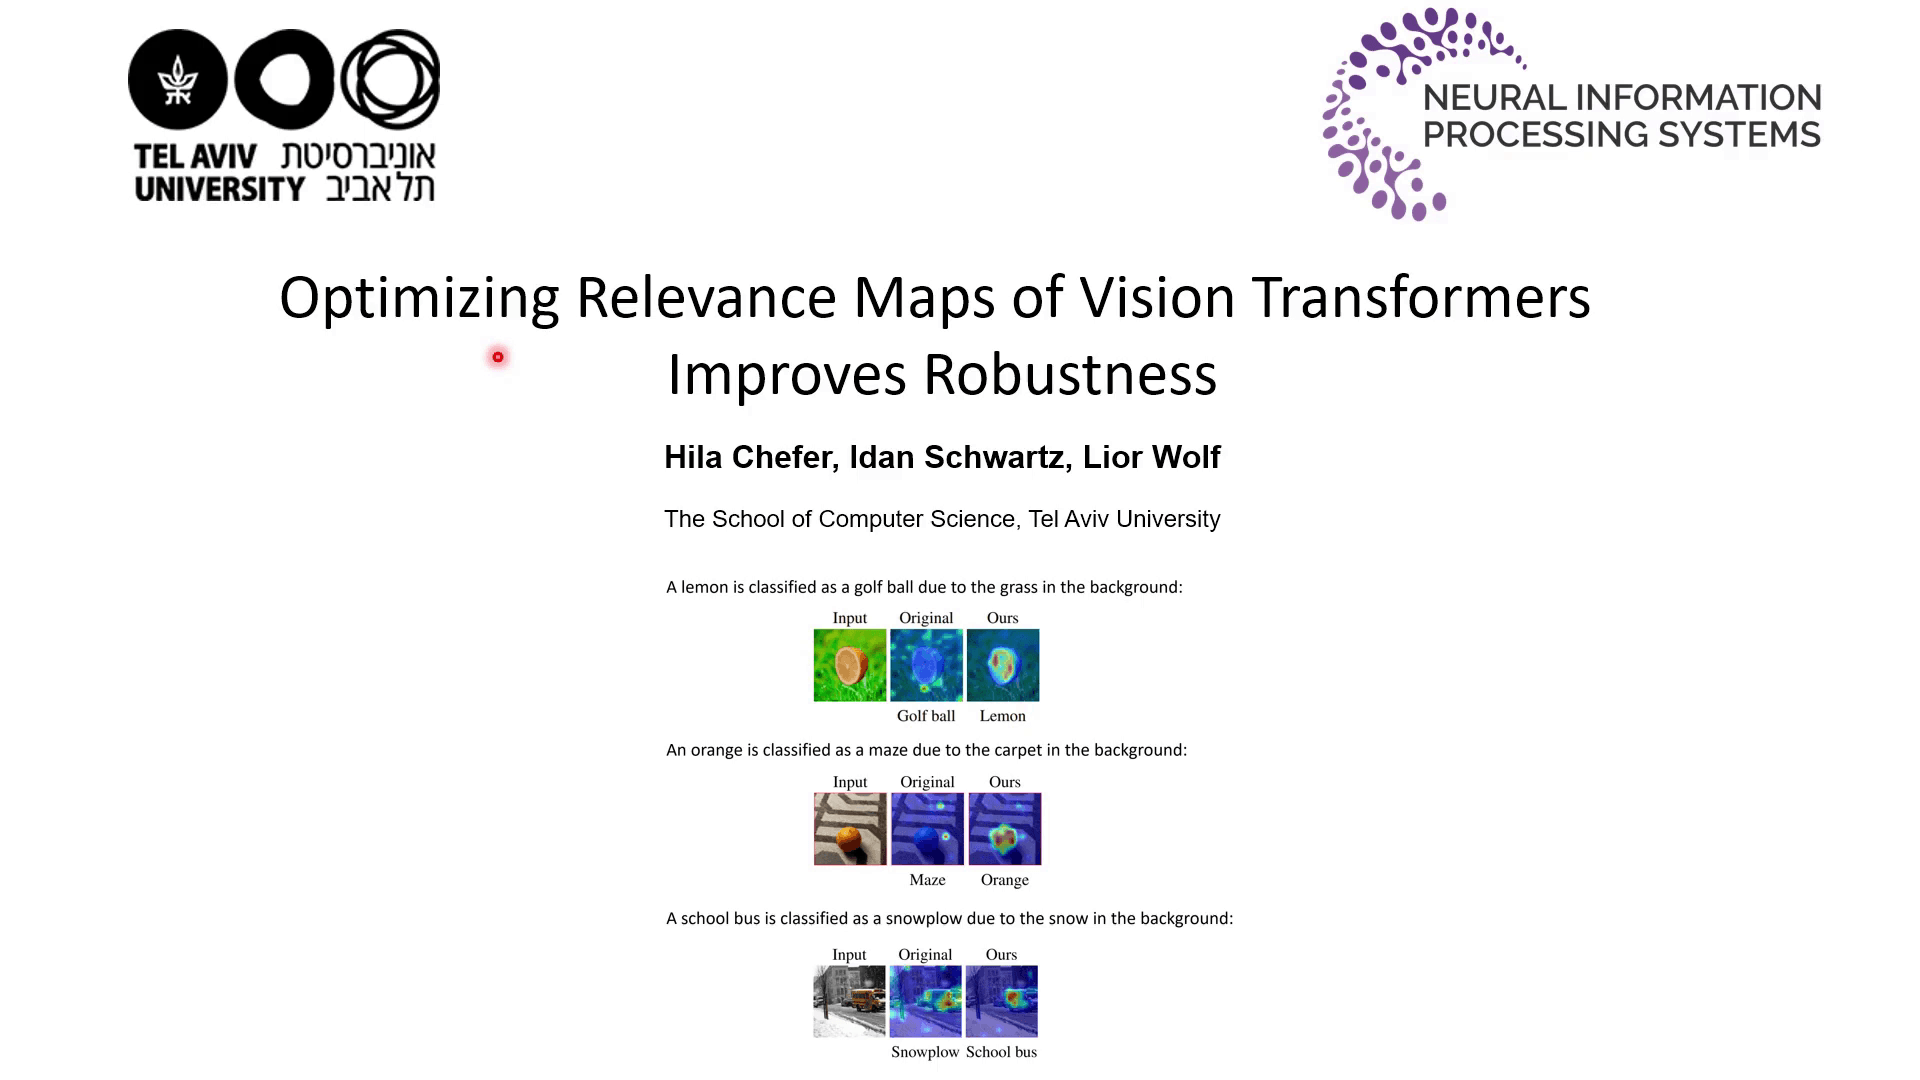 TEL AVIV אוניברסיטת
UNIVERSITY תל אביב
NEURAL INFORMATION
PROCESSING SYSTEMS
Optimizing Relevance Maps of Vision Transformers
Improves Robustness
Hila Chefer, Idan Schwartz, Lior Wolf
The School of Computer Science, Tel Aviv University
A lemon is classified as a golf ball due to the grass in the background:
Input Original Ours
Golf ball Lemon
An orange is classified as a maze due to the carpet in the background:
Input Original Ours
Maze Orange
A school bus is classified as a snowplow due to the snow in the background:
Input Original Ours
Snowplow School bus